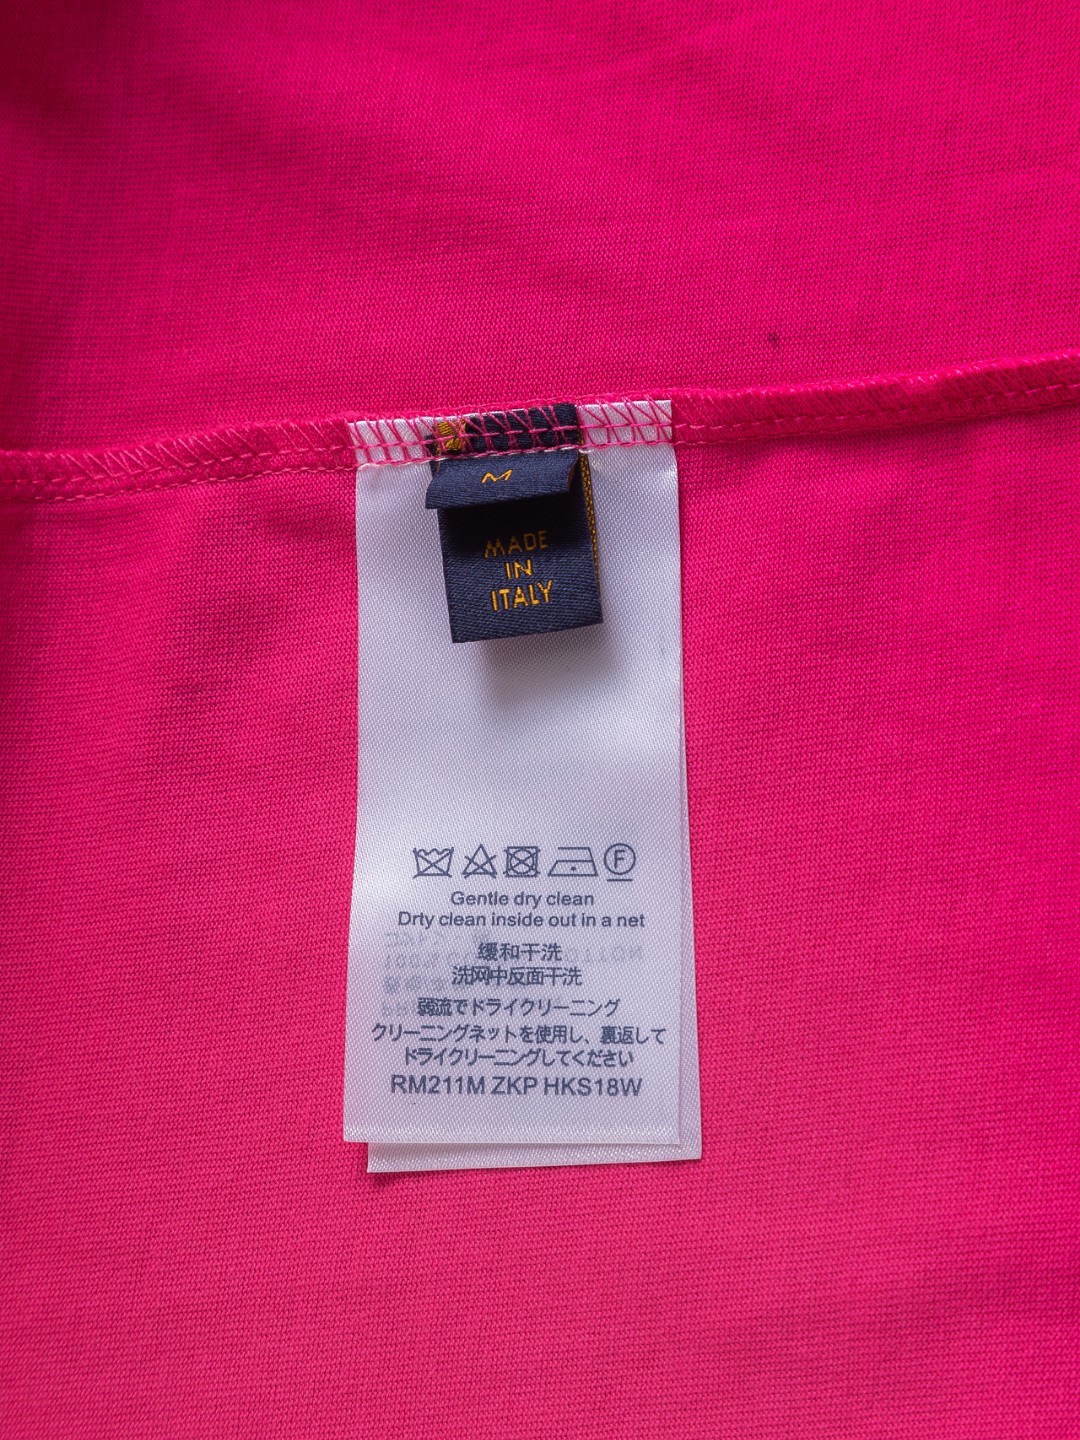 M
MADE
IN
ITALY
F
Gentle dry clean
Drty clean inside out in a net
缓和干洗
洗网中反面干洗
弱流でドライクリーニング
クリーニングネットを使用し、裏返して
ドライクリーニングしてください
RM211M ZKP HKS18W